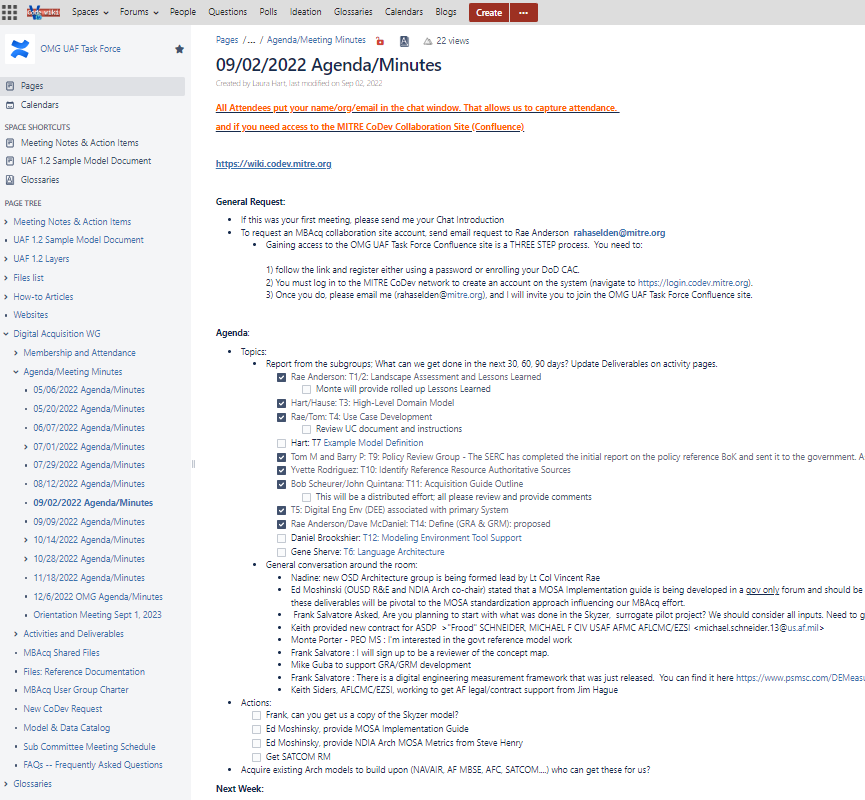 Spaces Forums People Questions Polls Ideation Glossaries Calendars Blogs Create ...
OMG UAF Task Force
Pages
Calendars
SPACE SHORTCUTS
Meeting Notes & Action Items
UAF 1.2 Sample Model Document
Glossaries
PAGE TREE
Meeting Notes & Action Items
UAF 1.2 Sample Model Document
UAF 1.2 Layers
Files list
How-to Articles
Websites
Digital Acquisition WG
Membership and Attendance
Agenda/Meeting Minutes
05/06/2022 Agenda/Minutes
05/20/2022 Agenda/Minutes
06/07/2022 Agenda/Minutes
07/01/2022 Agenda/Minutes
07/29/2022 Agenda/Minutes
08/12/2022 Agenda/Minutes
09/02/2022 Agenda/Minutes
09/09/2022 Agenda/Minutes
10/14/2022 Agenda/Minutes
10/28/2022 Agenda/Minutes
11/18/2022 Agenda/Minutes
12/6/2022 OMG Agenda/Minutes
Orientation Meeting Sept 1, 2023
Activities and Deliverables
MBAcq Shared Files
Files: Reference Documentation
MBAcq User Group Charter
New CoDev Request
Model & Data Catalog
Sub Committee Meeting Schedule
FAQs -- Frequently Asked Questions
Glossaries
Pages /... / Agenda/Meeting Minutes 22 views
09/02/2022 Agenda/Minutes
Created by Laura Hart, last modified on Sep 02, 2022
All Attendees put your name/org/email in the chat window. That allows us to capture attendance.
and if you need access to the MITRE CoDev Collaboration Site (Confluence)
https://wiki.codev.mitre.org
General Request:
If this was your first meeting, please send me your Chat Introduction
To request an MBAcq collaboration site account, send email request to Rae Anderson rahaselden@mitre.org
Gaining access to the OMG UAF Task Force Confluence site is a THREE STEP process. You need to:
1) follow the link and register either using a password or enrolling your DoD CAC.
2) You must log in to the MITRE CoDev network to create an account on the system (navigate to https://login.codev.mitre.org).
3) Once you do, please email me (rahaselden@mitre.org), and I will invite you to join the OMG UAF Task Force Confluence site.
Agenda:
Topics:
Report from the subgroups; What can we get done in the next 30, 60, 90 days? Update Deliverables on activity pages.
Rae Anderson: T1/2: Landscape Assessment and Lessons Learned
Monte will provide rolled up Lessons Learned
Hart/Hause: T3: High-Level Domain Model
Rae/Tom: T4: Use Case Development
Review UC document and instructions
Hart: T7 Example Model Definition
Tom M and Barry P: T9: Policy Review Group - The SERC has completed the initial report on the policy reference BoK and sent it to the government. A
Yvette Rodriguez: T10: Identify Reference Resource Authoritative Sources
Bob Scheurer/John Quintana: T11: Acquisition Guide Outline
This will be a distributed effort: all please review and provide comments
T5: Digital Eng Env (DEE) associated with primary System
Rae Anderson/Dave McDaniel: T14: Define (GRA & GRM): proposed
Daniel Brookshier: T12: Modeling Environment Tool Support
Gene Sherve: T6: Language Architecture
General conversation around the room:
Nadine: new OSD Architecture group is being formed lead by Lt Col Vincent Rae
Ed Moshinski (OUSD R&E and NDIA Arch co-chair) stated that a MOSA Implementation guide is being developed in a gov only forum and should be
these deliverables will be pivotal to the MOSA standardization approach influencing our MBAcq effort.
Frank Salvatore Asked, Are you planning to start with what was done in the Skyzer, surrogate pilot project? We should consider all inputs. Need to g
Keith provided new contract for ASDP >"Frood" SCHNEIDER, MICHAEL F CIV USAF AFMC AFLCMC/EZSI <michael.schneider.13@us.af.mil>
Monte Porter - PEO MS : I'm interested in the govt reference model work
Frank Salvatore : I will sign up to be a reviewer of the concept map.
Mike Guba to support GRA/GRM development
Frank Salvatore : There is a digital engineering measurement framework that was just released. You can find it here https://www.psmsc.com/DEMeasu
Keith Siders, AFLCMC/EZSI, working to get AF legal/contract support from Jim Hague
Actions:
Frank, can you get us a copy of the Skyzer model?
Ed Moshinsky, provide MOSA Implementation Guide
Ed Moshinsky, provide NDIA Arch MOSA Metrics from Steve Henry
Get SATCOM RM
Acquire existing Arch models to build upon (NAVAIR, AF MBSE, AFC, SATCOM....) who can get these for us?
Next Week: